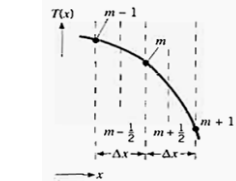 T(x)
m − 1
m
m + 1
m − 1/2
m + 1/2
Δx
Δx
x